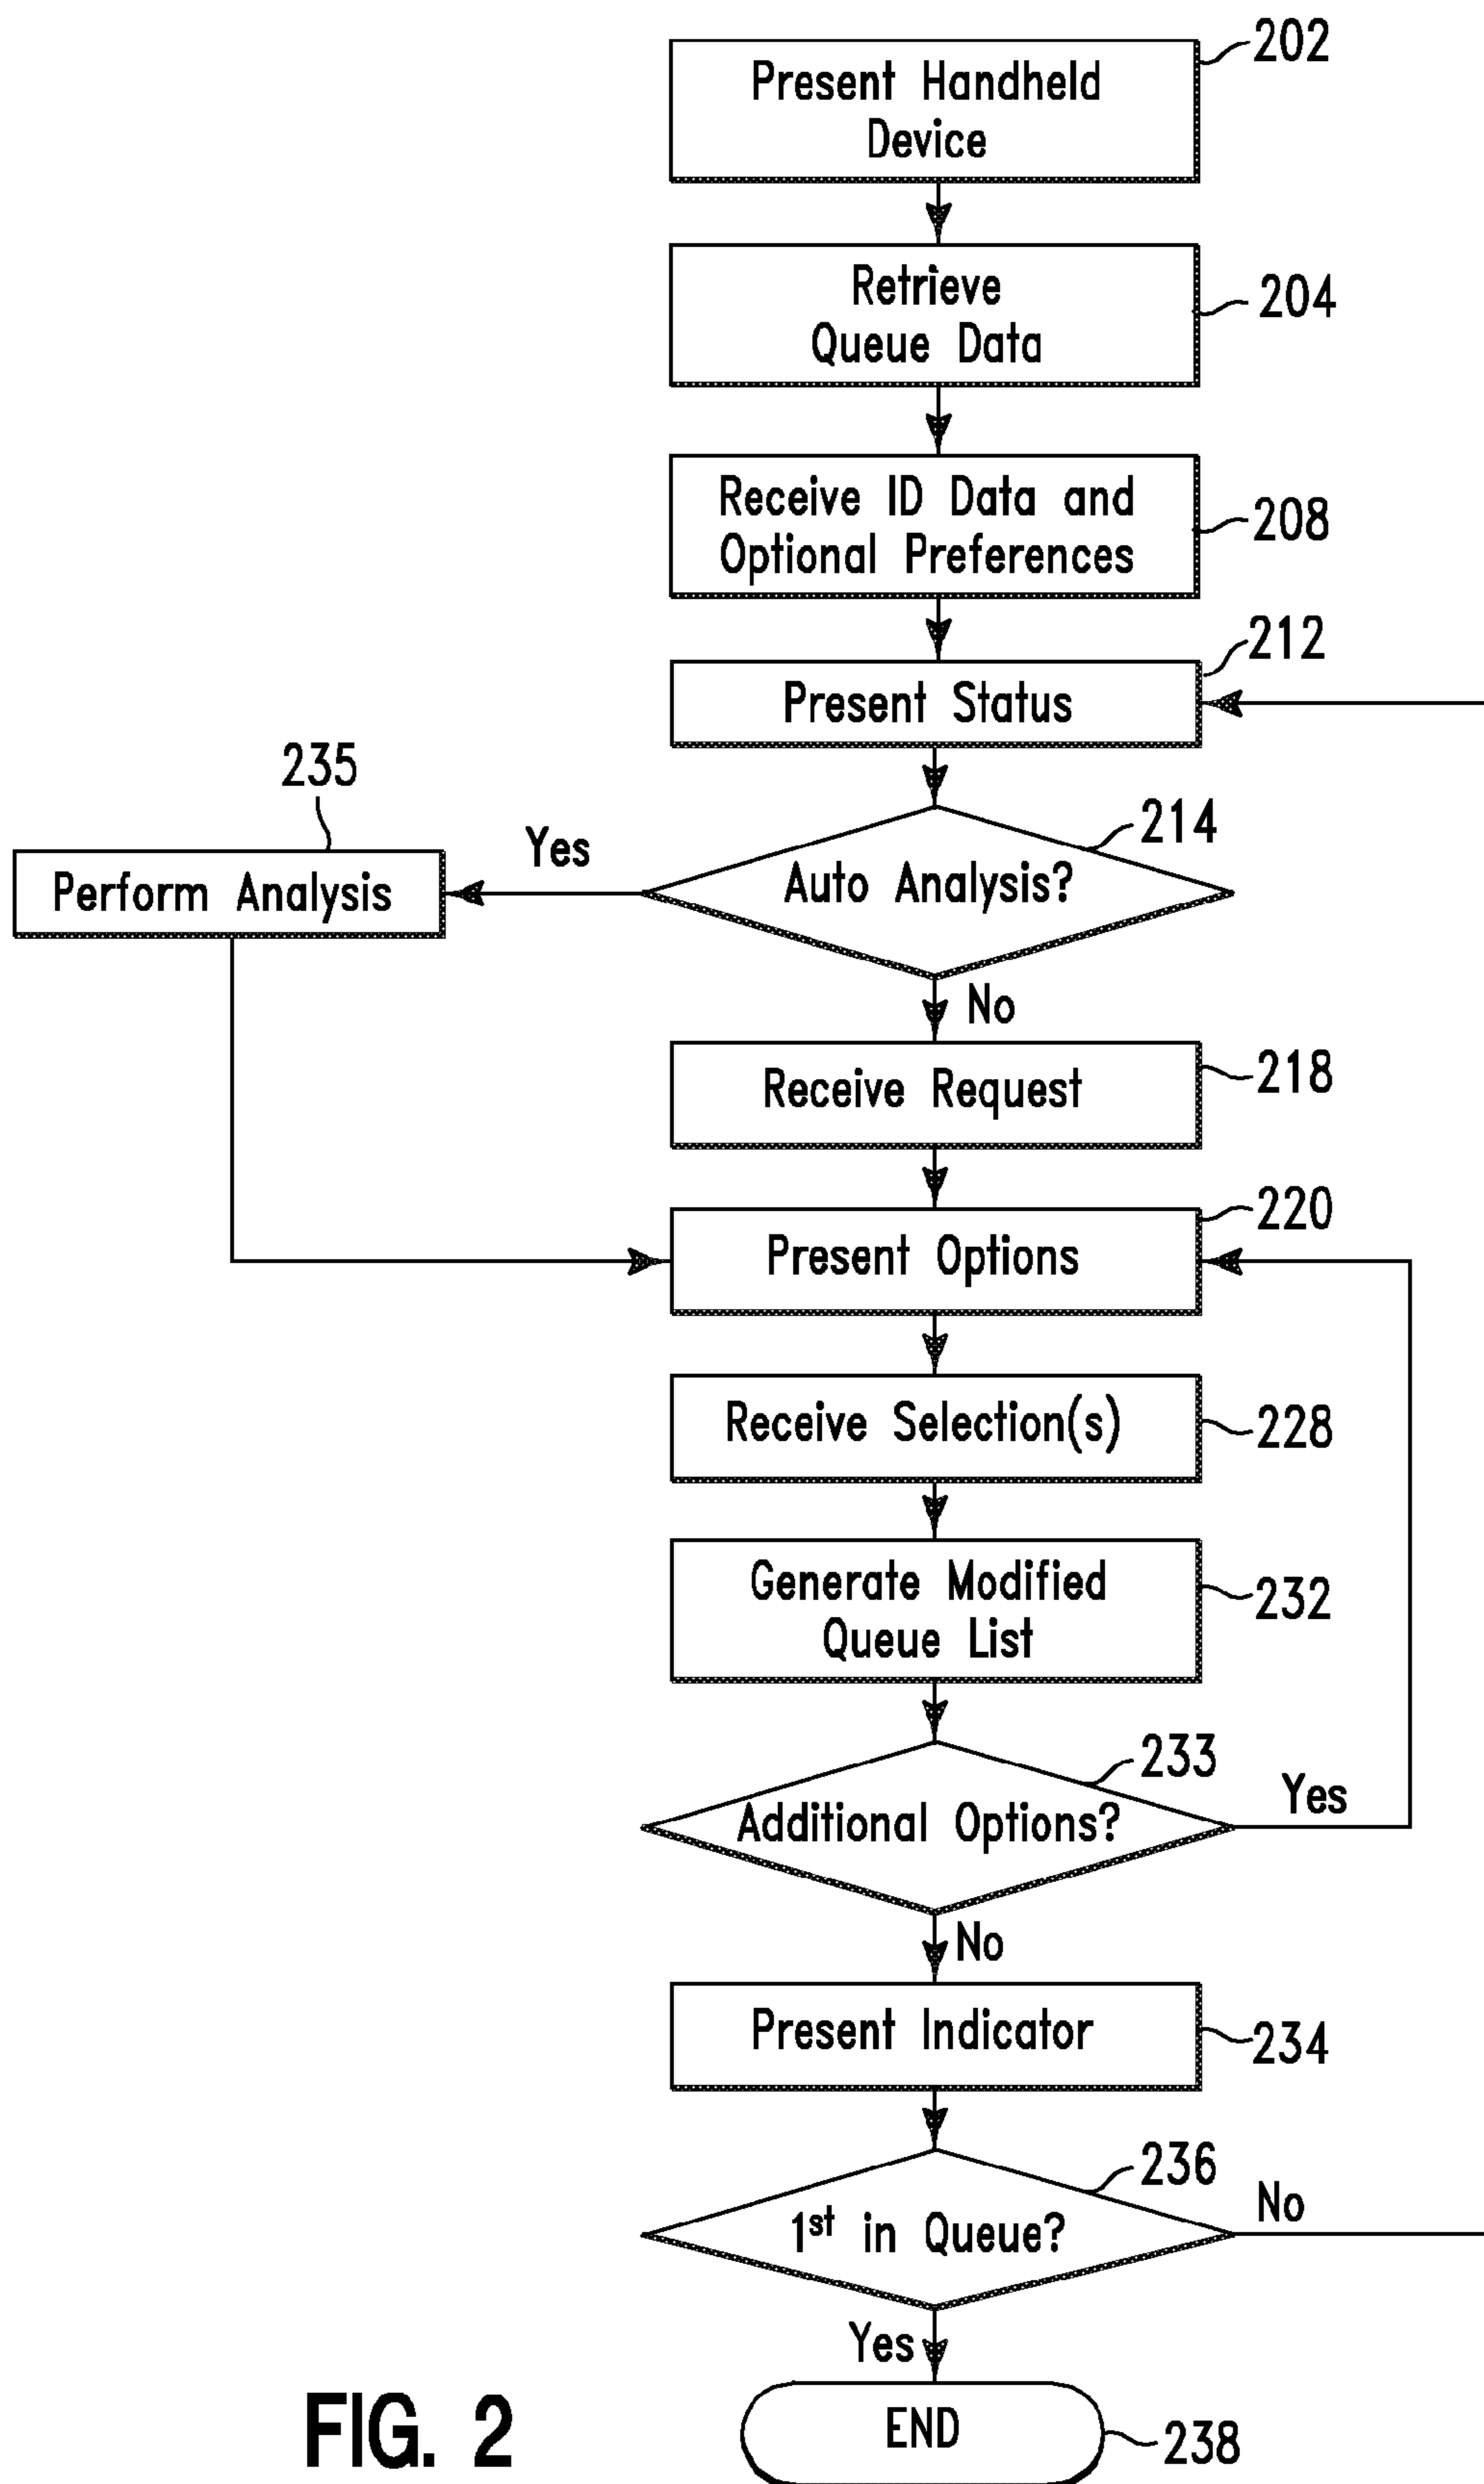 Present Handheld
Device
202
Retrieve
Queue Data
204
Receive ID Data and
Optional Preferences
208
Present Status
212
235
Perform Analysis
Yes
Auto Analysis?
214
No
Receive Request
218
Present Options
220
Receive Selection(s)
228
Generate Modified
Queue List
232
Additional Options?
233
Yes
No
Present Indicator
234
1st in Queue?
236
No
Yes
END
238
FIG. 2